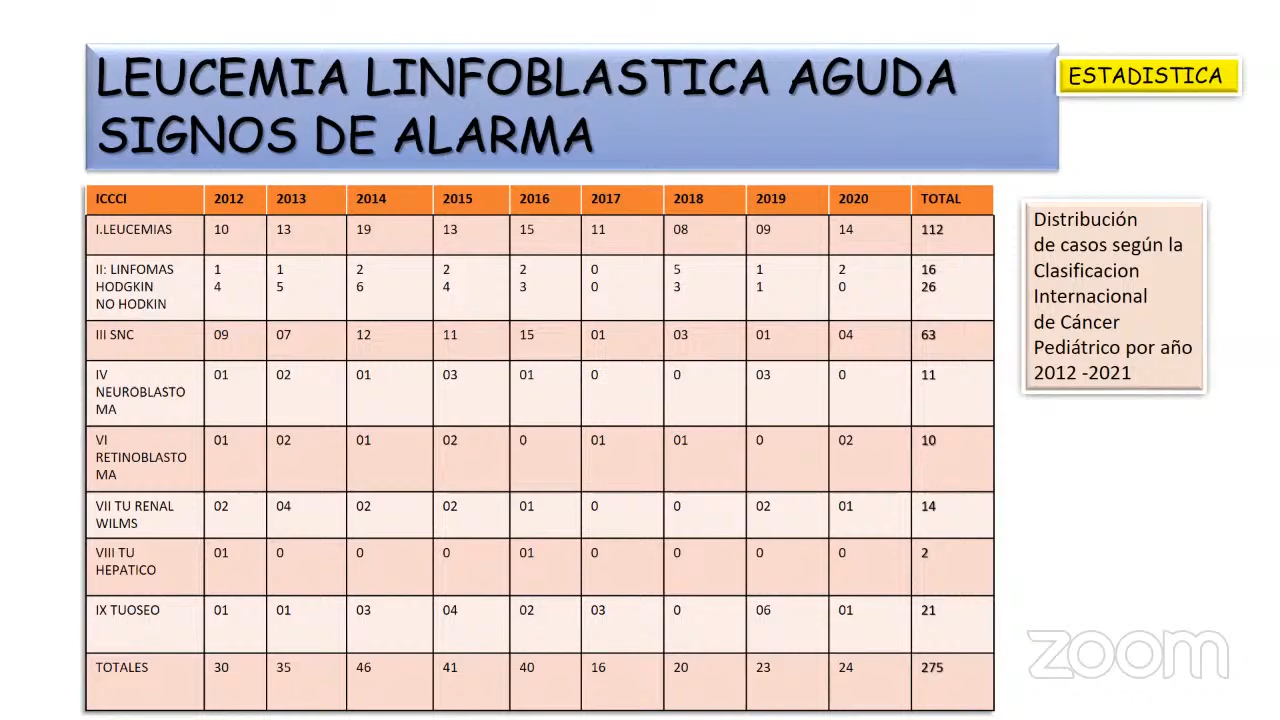 LEUCEMIA LINFOBLASTICA AGUDA
SIGNOS DE ALARMA
ESTADISTICA
ICCCI 2012 2013 2014 2015 2016 2017 2018 2019 2020 TOTAL
I.LEUCEMIAS 10 13 19 13 15 11 08 09 14 112
II: LINFOMAS 1 1 2 2 2 0 5 1 2 16
HODGKIN 4 5 6 4 3 0 3 1 0 26
NO HODKIN
III SNC 09 07 12 11 15 01 03 01 04 63
IV 01 02 01 03 01 0 0 03 0 11
NEUROBLASTO
MA
VI 01 02 01 02 0 01 01 0 02 10
RETINOBLASTO
MA
VII TU RENAL 02 04 02 02 01 0 0 02 01 14
WILMS
VIII TU 01 0 0 0 01 0 0 0 0 2
HEPATICO
IX TUOSEO 01 01 03 04 02 03 0 06 01 21
TOTALES 30 35 46 41 40 16 20 23 24 275
Distribución
de casos según la
Clasificacion
Internacional
de Cáncer
Pediátrico por año
2012 -2021
zoom